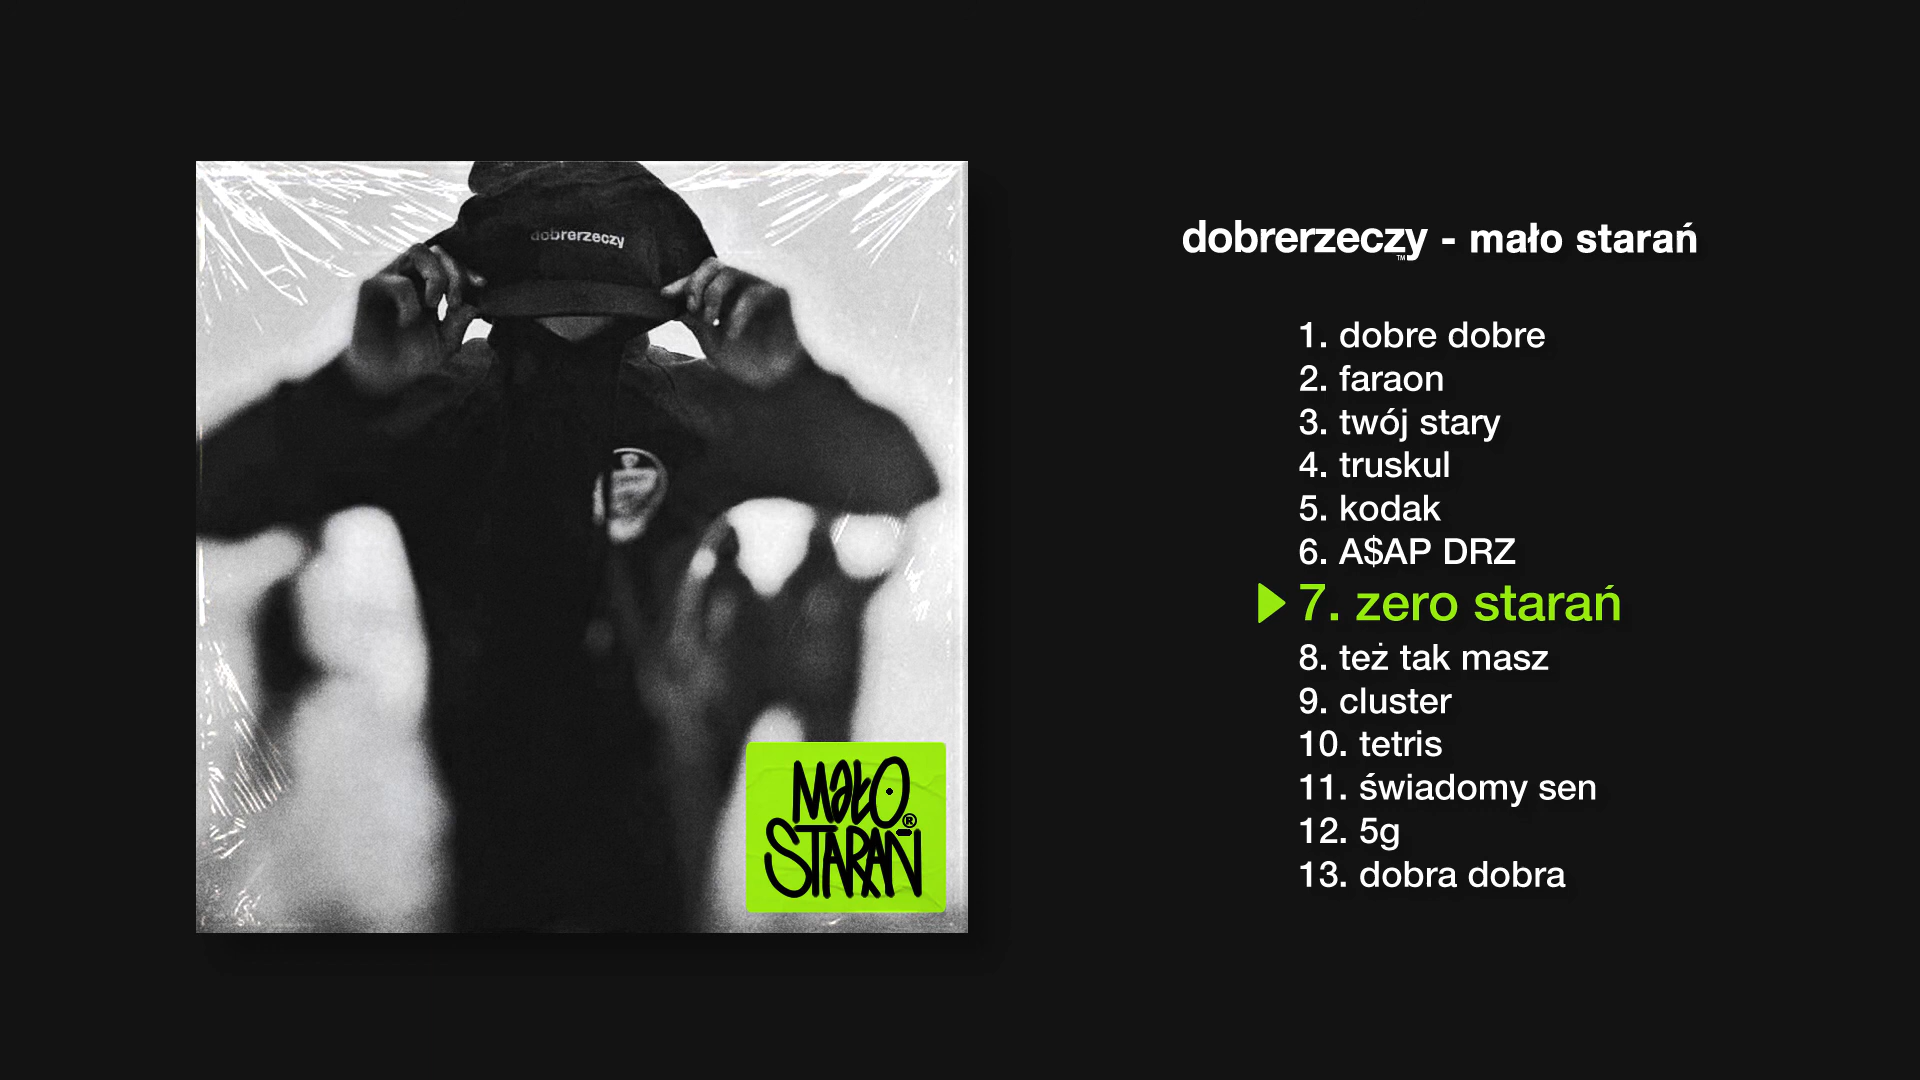 dobrerzeczy
MAŁO®
STARAŃ
dobrerzeczy™ - mało starań
1. dobre dobre
2. faraon
3. twój stary
4. truskul
5. kodak
6. A$AP DRZ
7. zero starań
8. też tak masz
9. cluster
10. tetris
11. świadomy sen
12. 5g
13. dobra dobra